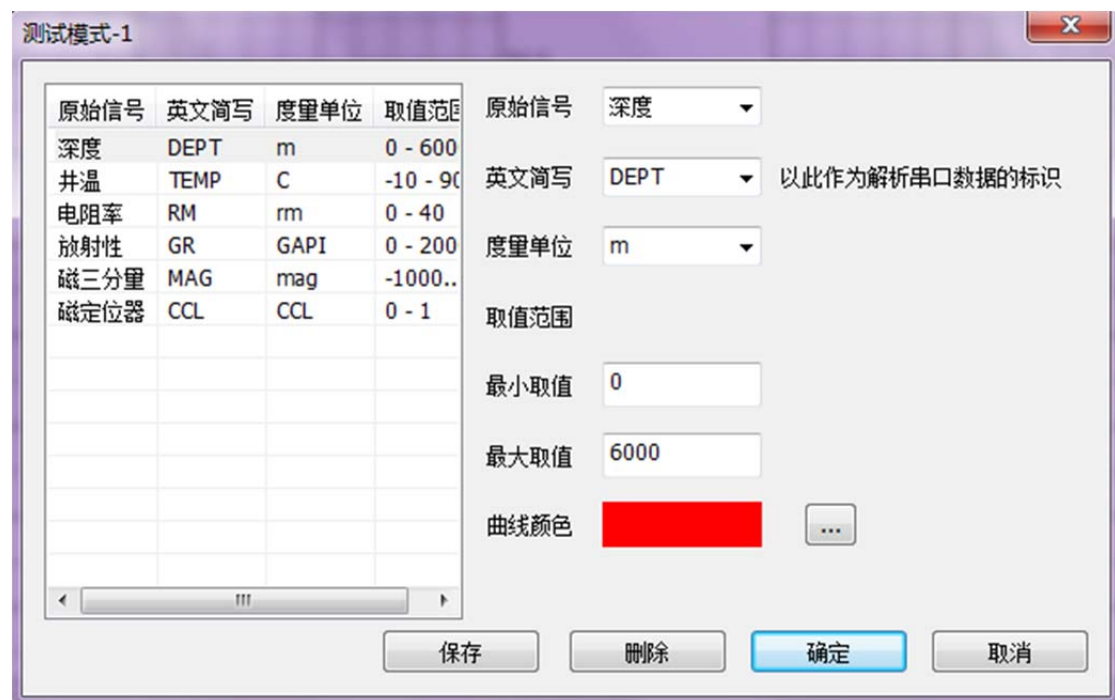 测试模式-1
原始信号 英文简写 度量单位 取值范围
深度 DEPT m 0 - 600
井温 TEMP C -10 - 90
电阻率 RM rm 0 - 40
放射性 GR GAPI 0 - 200
磁三分量 MAG mag -1000..
磁定位器 CCL CCL 0 - 1
原始信号 深度
英文简写 DEPT 以此作为解析串口数据的标识
度量单位 m
取值范围
最小取值 0
最大取值 6000
曲线颜色 ...
保存 删除 确定 取消